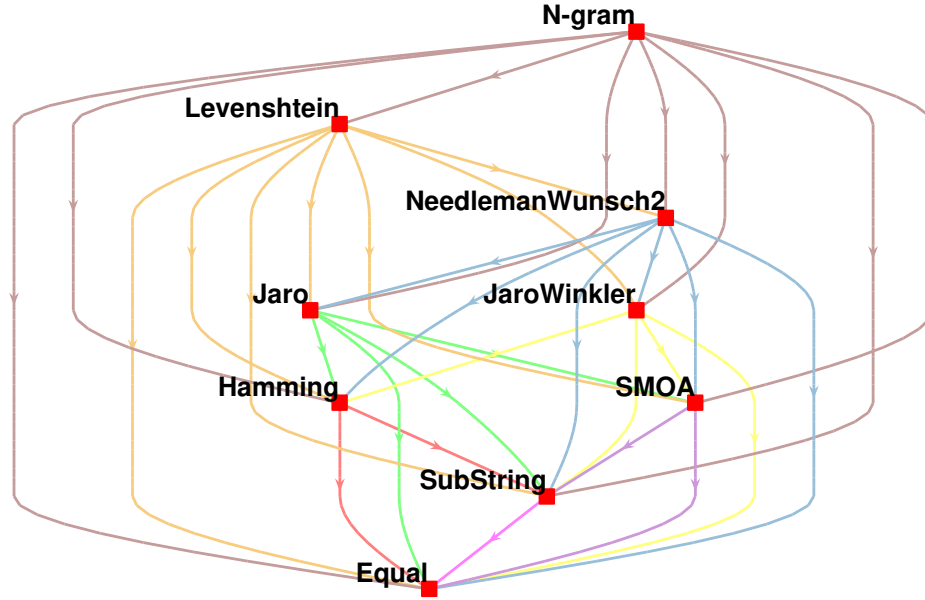 N-gram
Levenshtein
NeedlemanWunsch2
Jaro
JaroWinkler
Hamming
SMOA
SubString
Equal